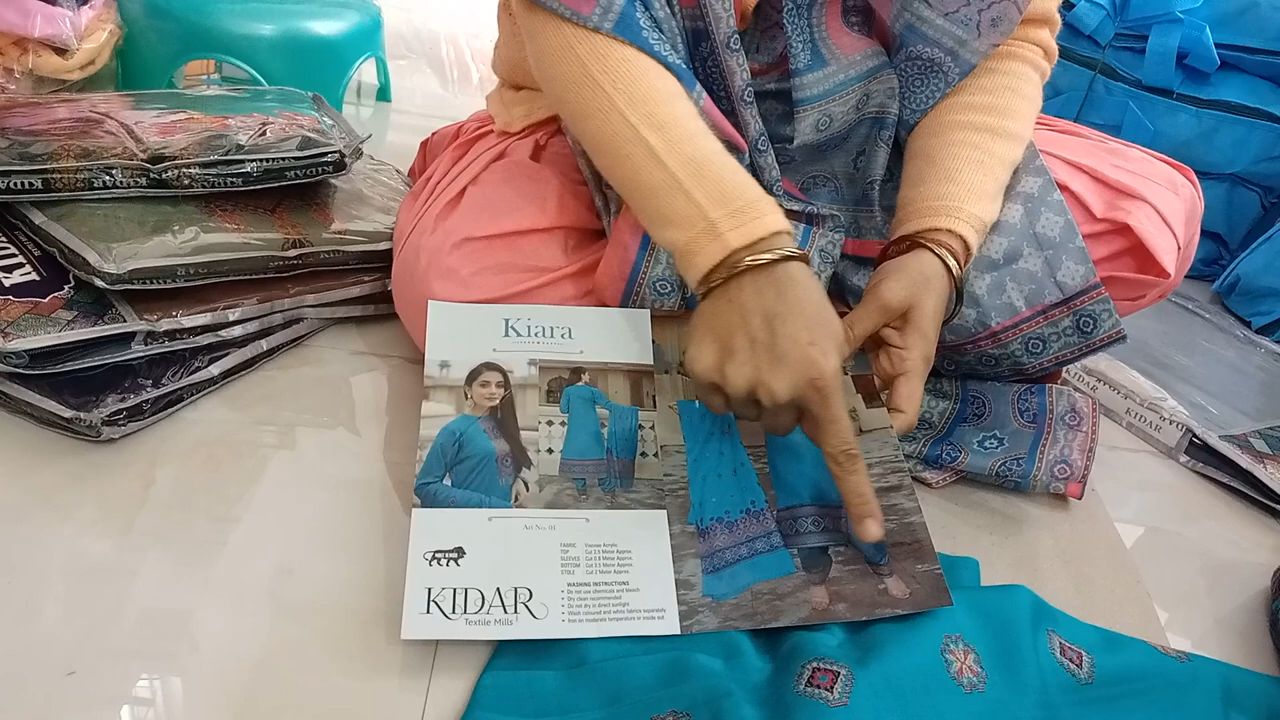 Kiara
Art No. 01
FABRIC : Viscose Acrylic
TOP : Cut 2.5 Meter Approx.
SLEEVES : Cut 0.8 Meter Approx.
BOTTOM : Cut 3.5 Meter Approx.
STOLE : Cut 2 Meter Approx.
WASHING INSTRUCTIONS
• Do not use chemicals and bleach
• Dry clean recommended
• Do not dry in direct sunlight
• Wash coloured and white fabrics separately
• Iron on moderate temperature or inside out.
KIDAR
Textile Mills
KIDAR
KIDAR
KIDAR
KIDAR
KIDAR